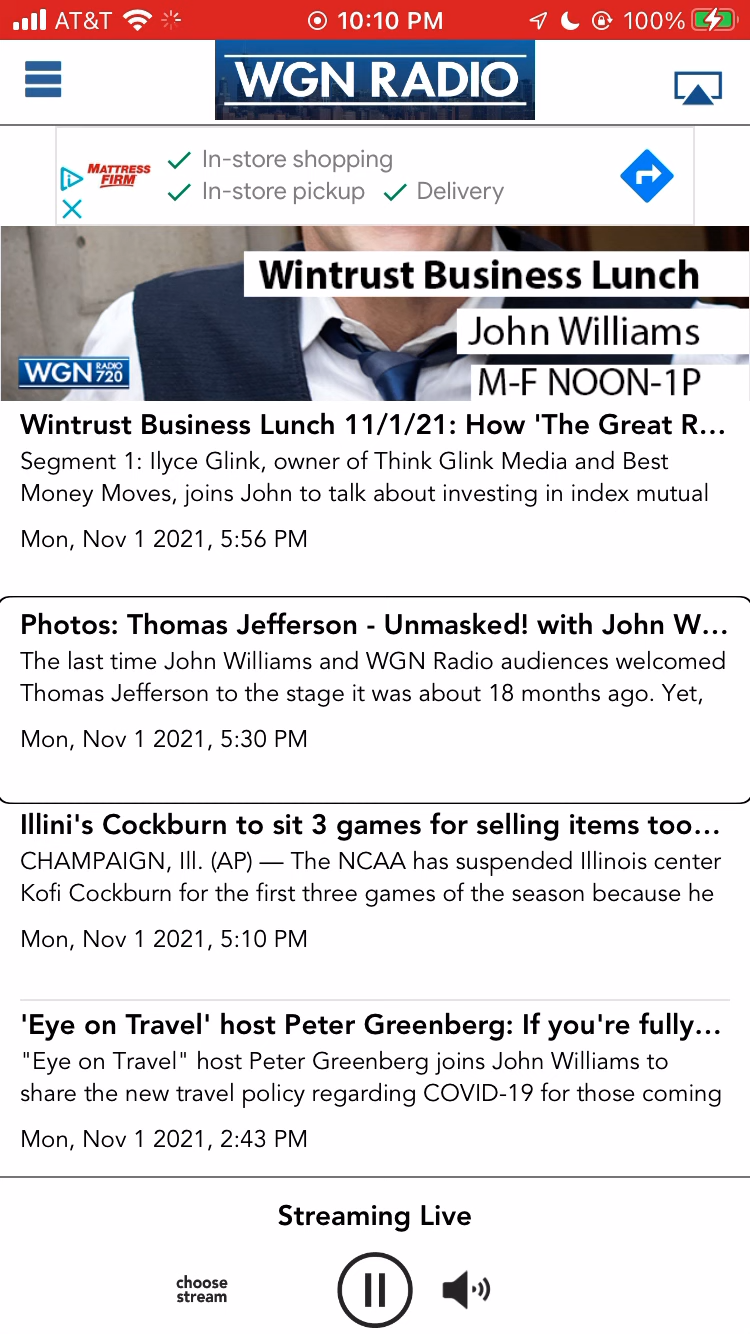 AT&T 10:10 PM 100%
WGN RADIO
MATTRESS FIRM
In-store shopping
In-store pickup Delivery
Wintrust Business Lunch
John Williams
WGN RADIO 720
M-F NOON-1P
Wintrust Business Lunch 11/1/21: How 'The Great R...
Segment 1: Ilyce Glink, owner of Think Glink Media and Best
Money Moves, joins John to talk about investing in index mutual
Mon, Nov 1 2021, 5:56 PM
Photos: Thomas Jefferson - Unmasked! with John W...
The last time John Williams and WGN Radio audiences welcomed
Thomas Jefferson to the stage it was about 18 months ago. Yet,
Mon, Nov 1 2021, 5:30 PM
Illini's Cockburn to sit 3 games for selling items too...
CHAMPAIGN, Ill. (AP) — The NCAA has suspended Illinois center
Kofi Cockburn for the first three games of the season because he
Mon, Nov 1 2021, 5:10 PM
'Eye on Travel' host Peter Greenberg: If you're fully...
"Eye on Travel" host Peter Greenberg joins John Williams to
share the new travel policy regarding COVID-19 for those coming
Mon, Nov 1 2021, 2:43 PM
Streaming Live
choose
stream